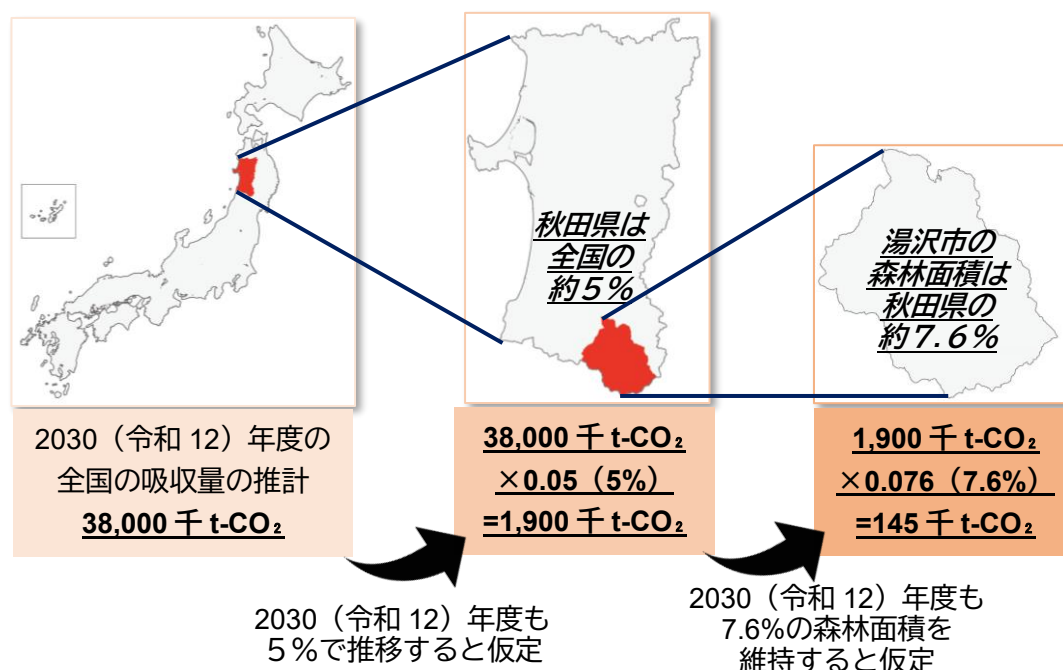 秋田県は
全国の
約５％
湯沢市の
森林面積は
秋田県の
約７.６％
2030（令和 12）年度の
全国の吸収量の推計
38,000 千 t-CO₂
38,000 千 t-CO₂
×0.05（5%）
=1,900 千 t-CO₂
1,900 千 t-CO₂
×0.076（7.6%）
=145 千 t-CO₂
2030（令和 12）年度も
５％で推移すると仮定
2030（令和 12）年度も
7.6%の森林面積を
維持すると仮定